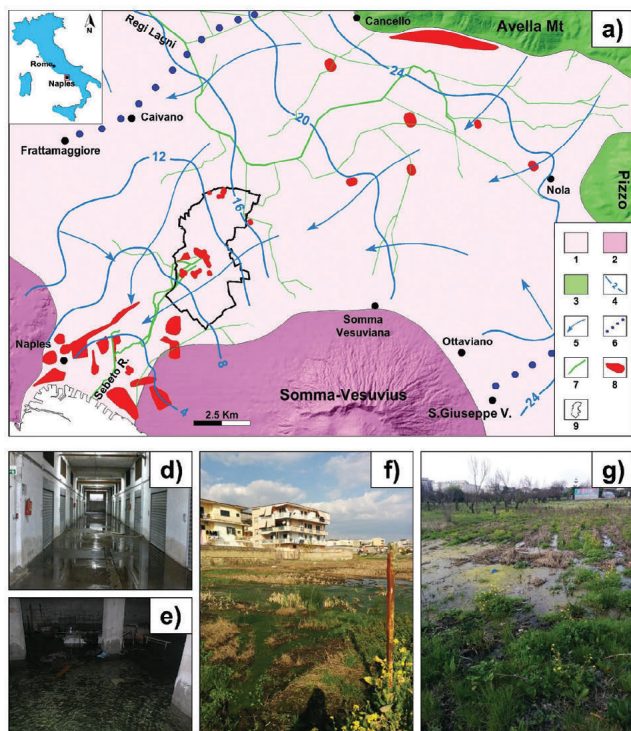 a)
N
Rome
Naples
Regi Lagni
Cancello
Avella Mt
24
20
Caivano
Frattamaggiore
12
16
Nola
Pizzo
Naples
Sebeto R.
8
4
Somma
Vesuviana
Ottaviano
Somma-Vesuvius
S.Giuseppe V.
24
2.5 Km
1
2
3
4
5
6
7
8
9
d)
e)
f)
g)